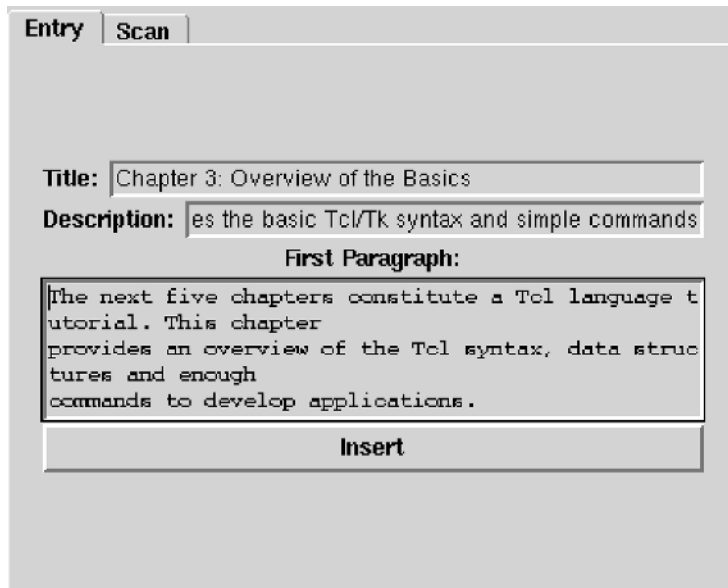 Entry Scan
Title: Chapter 3: Overview of the Basics
Description: es the basic Tcl/Tk syntax and simple commands
First Paragraph:
The next five chapters constitute a Tcl language t
utorial. This chapter
provides an overview of the Tcl syntax, data struc
tures and enough
commands to develop applications.
Insert